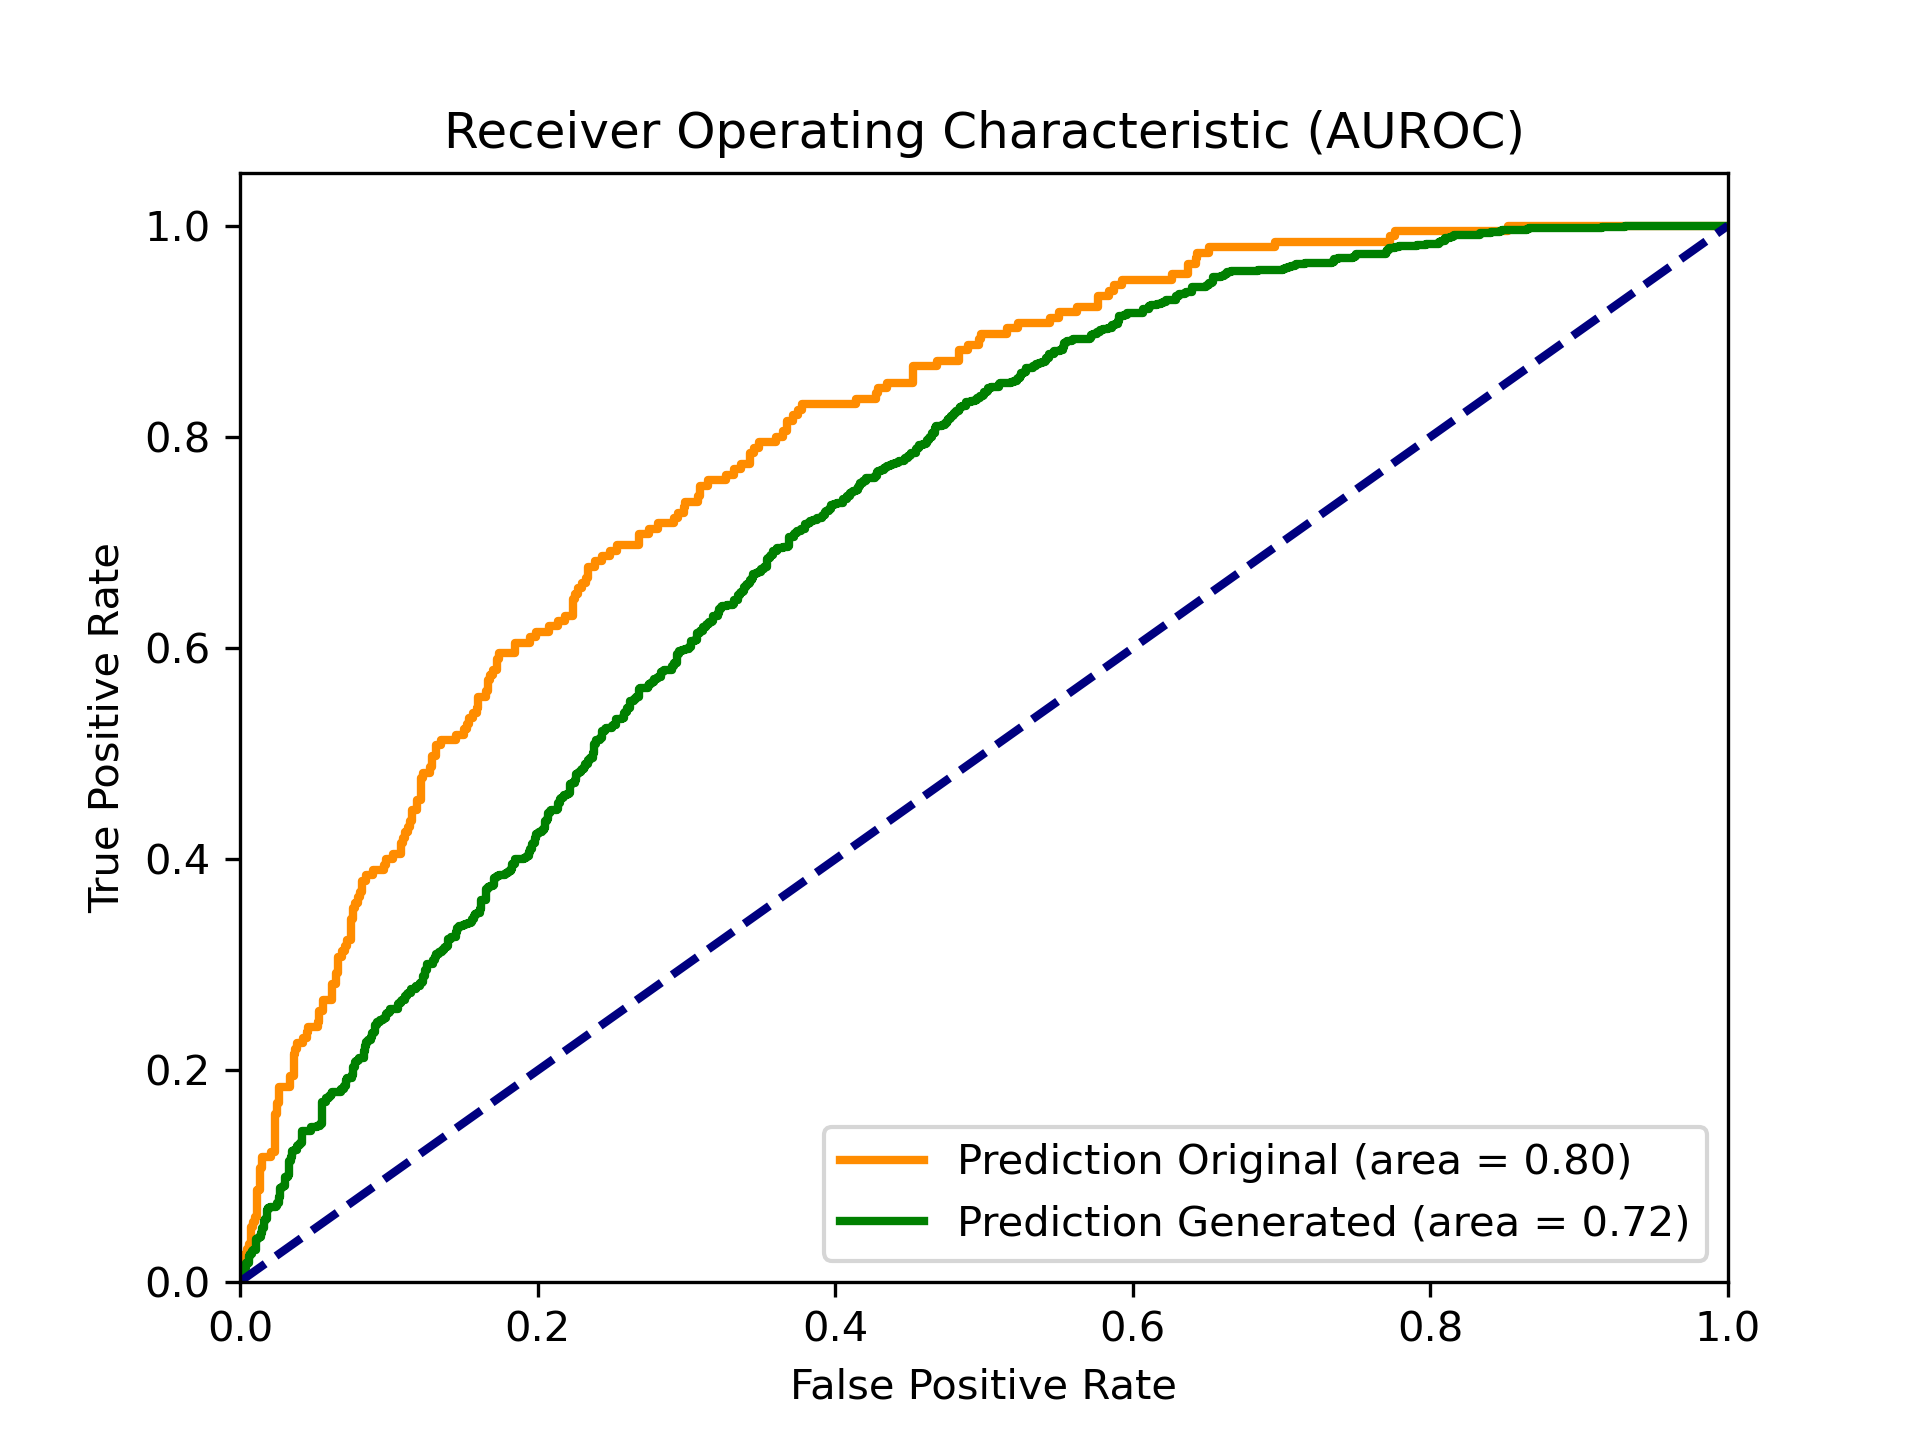 Receiver Operating Characteristic (AUROC)
True Positive Rate
1.0
0.8
0.6
0.4
0.2
0.0
0.0 0.2 0.4 0.6 0.8 1.0
False Positive Rate
Prediction Original (area = 0.80)
Prediction Generated (area = 0.72)